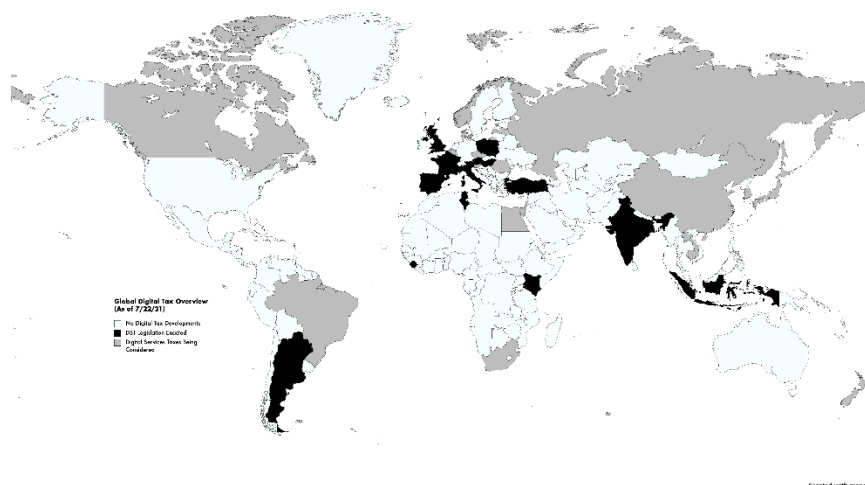 Global Digital Tax Overview
(As of 7/22/21)
No Digital Tax Developments
DST Legislation Enacted
Digital Services Taxes Being
Considered